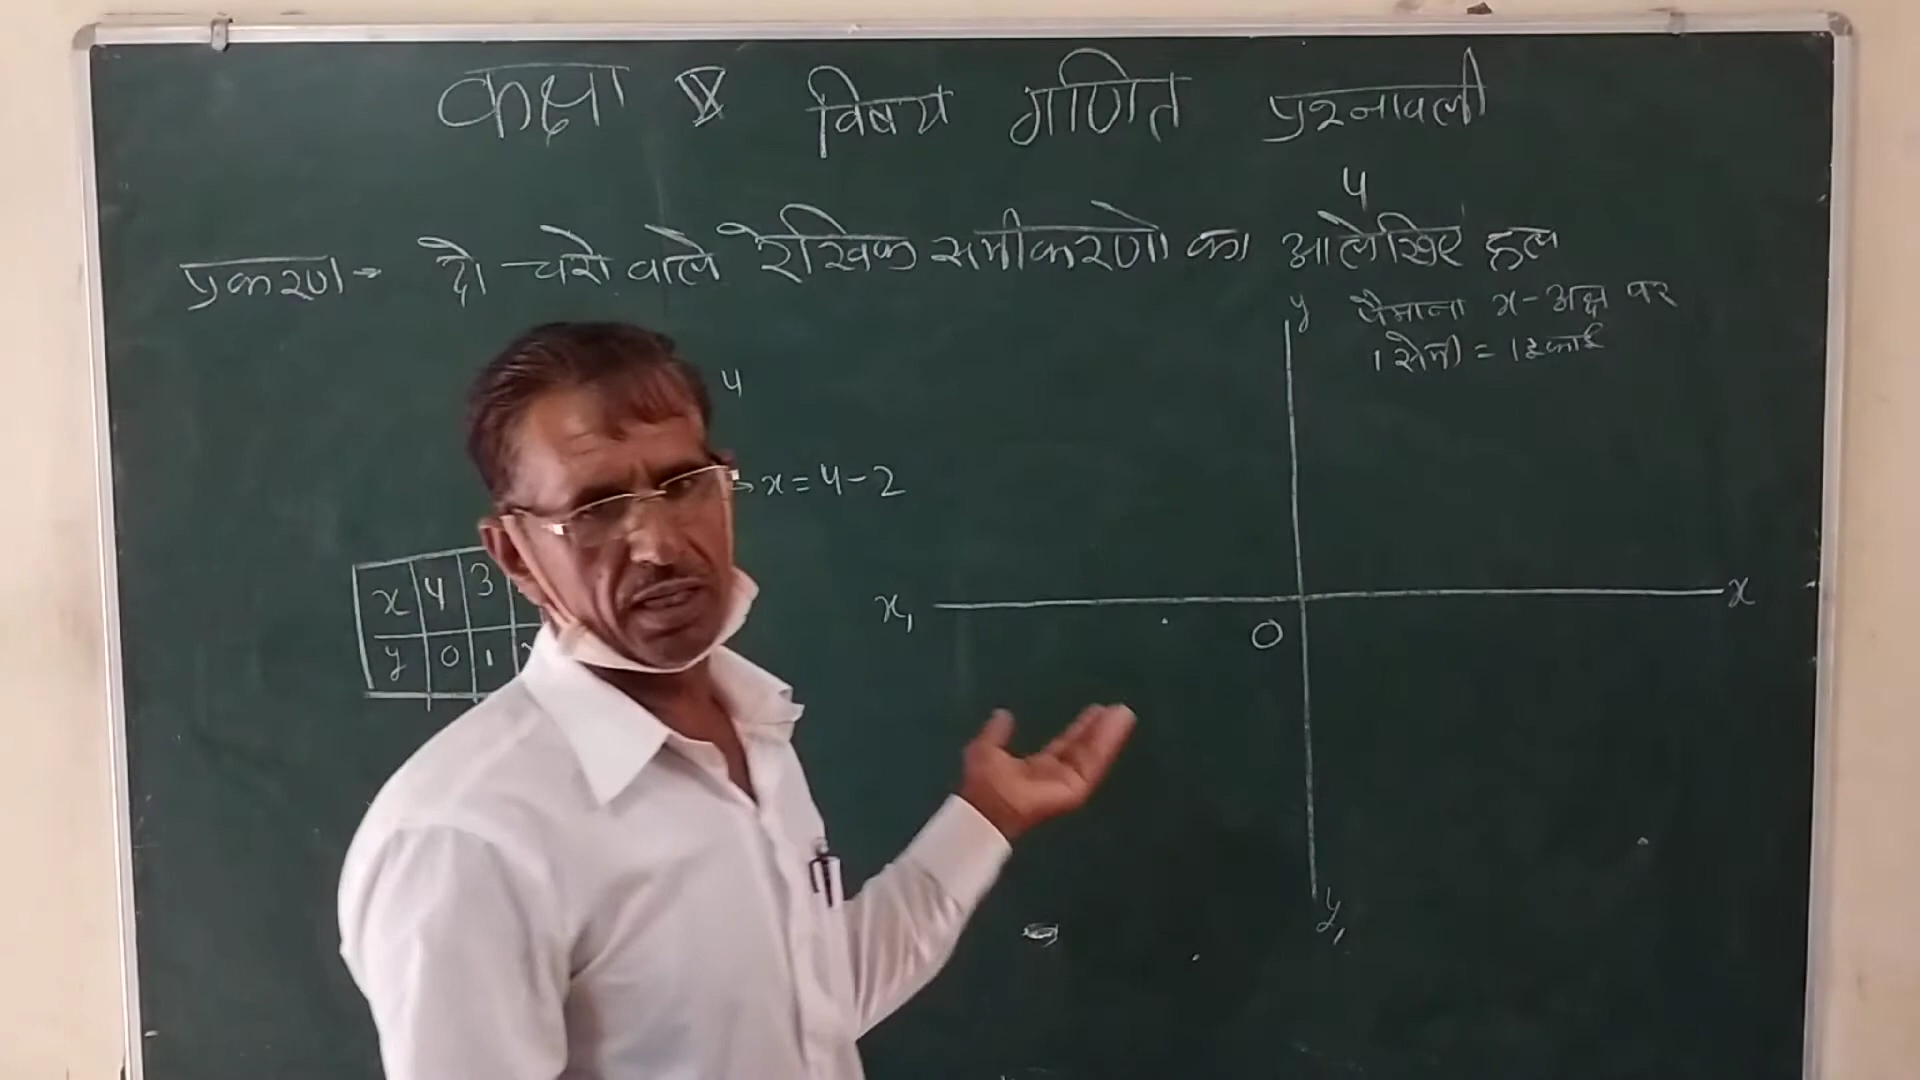 कक्षा X विषय गणित प्रश्नावली
4
प्रकरण → दो चरो वाले रैखिक समीकरणो का आलेखिए हल
y पैमाना x-अक्ष पर
1 सेमी = 1 इकाई
4
x = 4 - 2
x 4 3
y 0 1
x₁ x
0
y₁